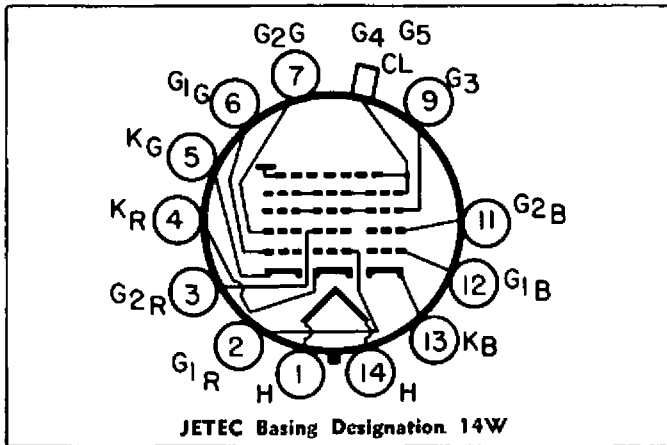 G2G
G4 G5
CL
7
G1G
6
9
G3
KG
5
KR
4
11
G2B
G2R
3
12
G1B
G1R
2
13
KB
H
1
14
H
JETEC Basing Designation 14W